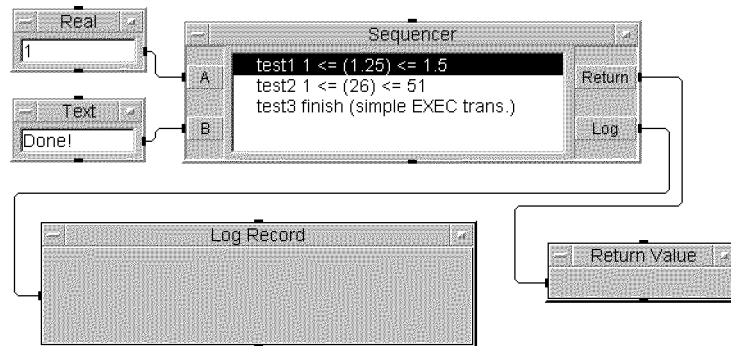 Real
1
Text
Done!
Sequencer
A
B
test1 1 <= (1.25) <= 1.5
test2 1 <= (26) <= 51
test3 finish (simple EXEC trans.)
Return
Log
Log Record
Return Value